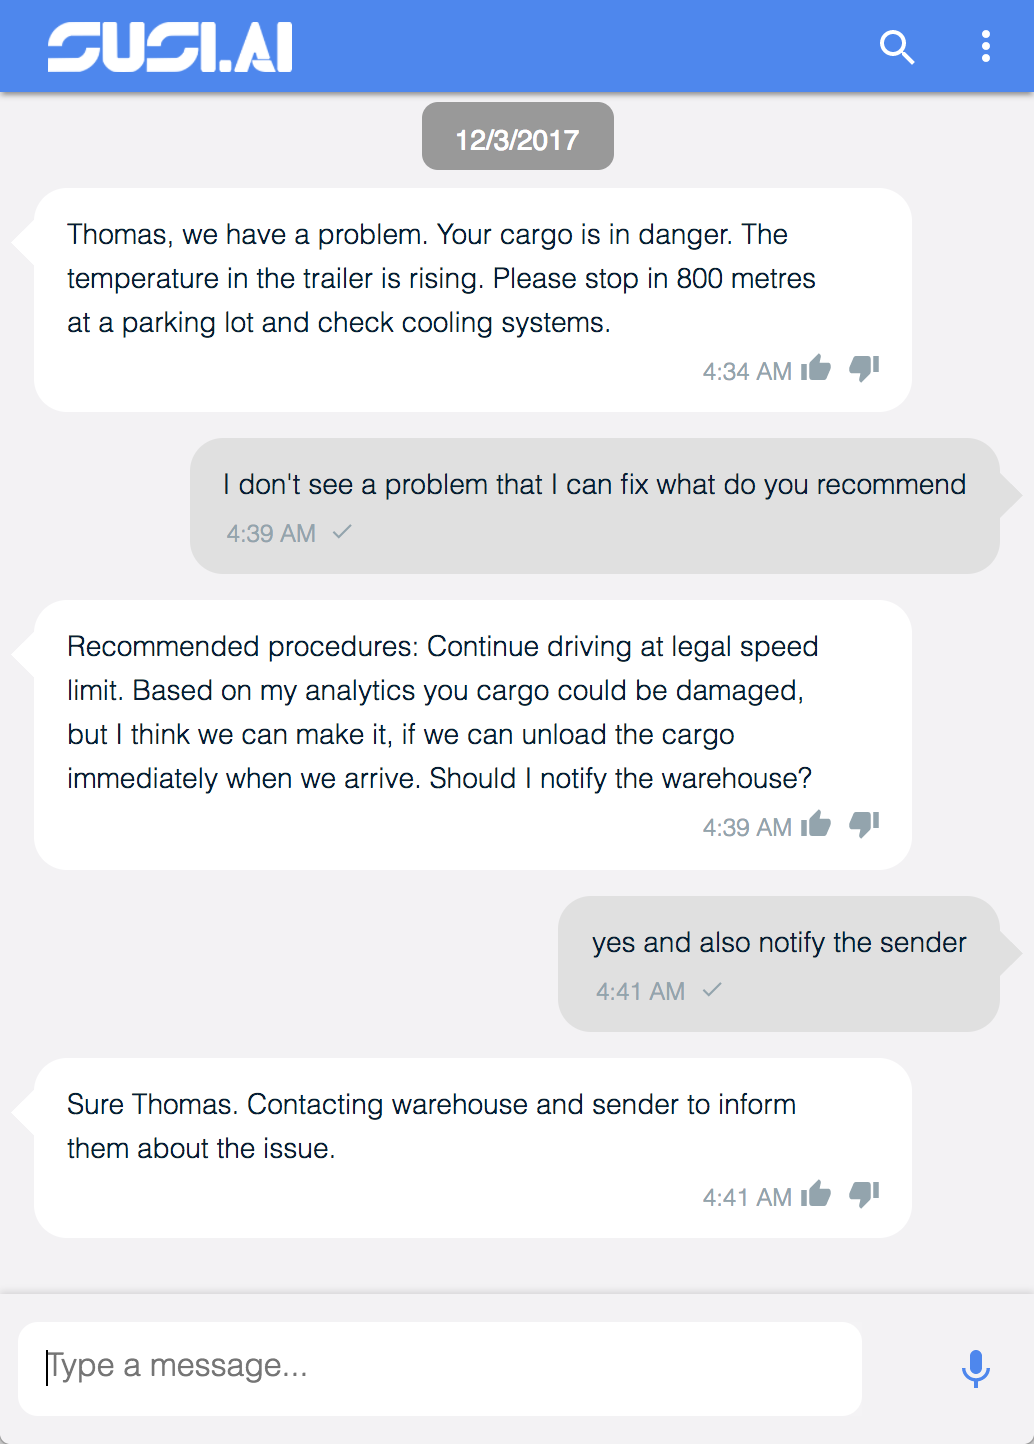 SUSI.AI
12/3/2017
Thomas, we have a problem. Your cargo is in danger. The
temperature in the trailer is rising. Please stop in 800 metres
at a parking lot and check cooling systems.
4:34 AM
I don't see a problem that I can fix what do you recommend
4:39 AM
Recommended procedures: Continue driving at legal speed
limit. Based on my analytics you cargo could be damaged,
but I think we can make it, if we can unload the cargo
immediately when we arrive. Should I notify the warehouse?
4:39 AM
yes and also notify the sender
4:41 AM
Sure Thomas. Contacting warehouse and sender to inform
them about the issue.
4:41 AM
Type a message...